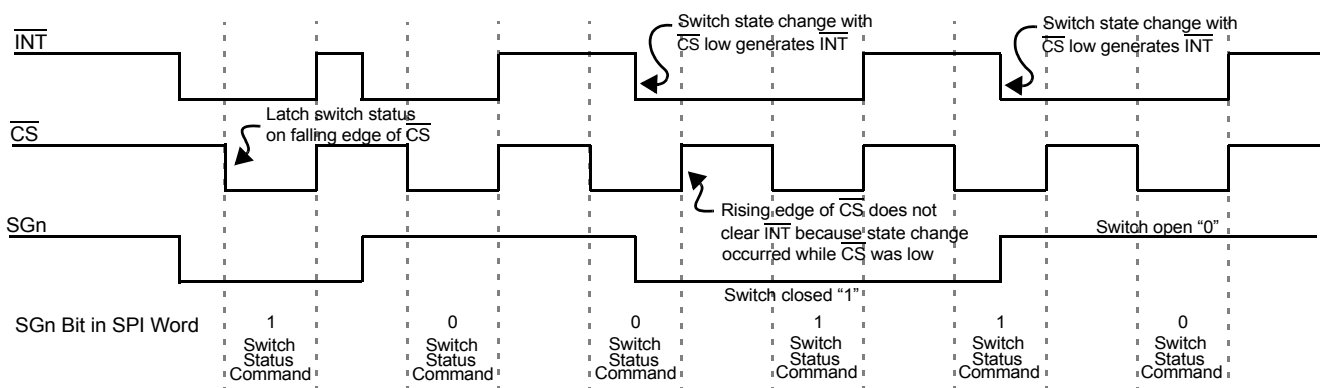 INT
Switch state change with
CS low generates INT
Switch state change with
CS low generates INT
CS
Latch switch status
on falling edge of CS
SGn
Rising edge of CS does not
clear INT because state change
occurred while CS was low
Switch open “0”
Switch closed “1”
SGn Bit in SPI Word
1
Switch
Status
Command
0
Switch
Status
Command
0
Switch
Status
Command
1
Switch
Status
Command
1
Switch
Status
Command
0
Switch
Status
Command